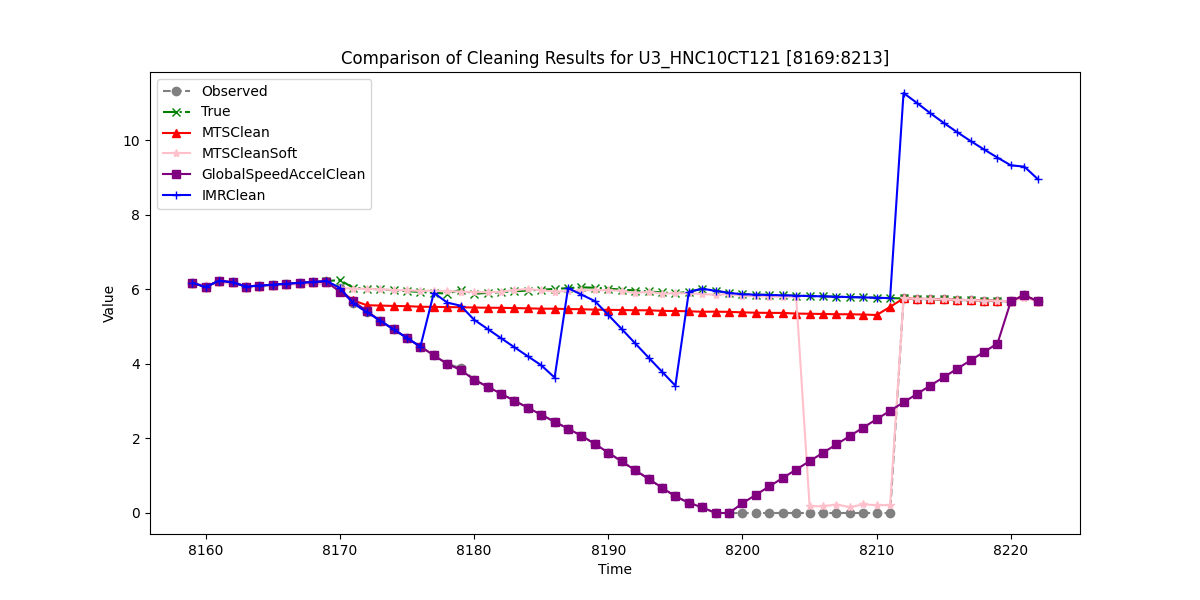 Comparison of Cleaning Results for U3_HNC10CT121 [8169:8213]
Observed
True
MTSClean
MTSCleanSoft
GlobalSpeedAccelClean
IMRClean
Value
10
8
6
4
2
0
8160 8170 8180 8190 8200 8210 8220
Time